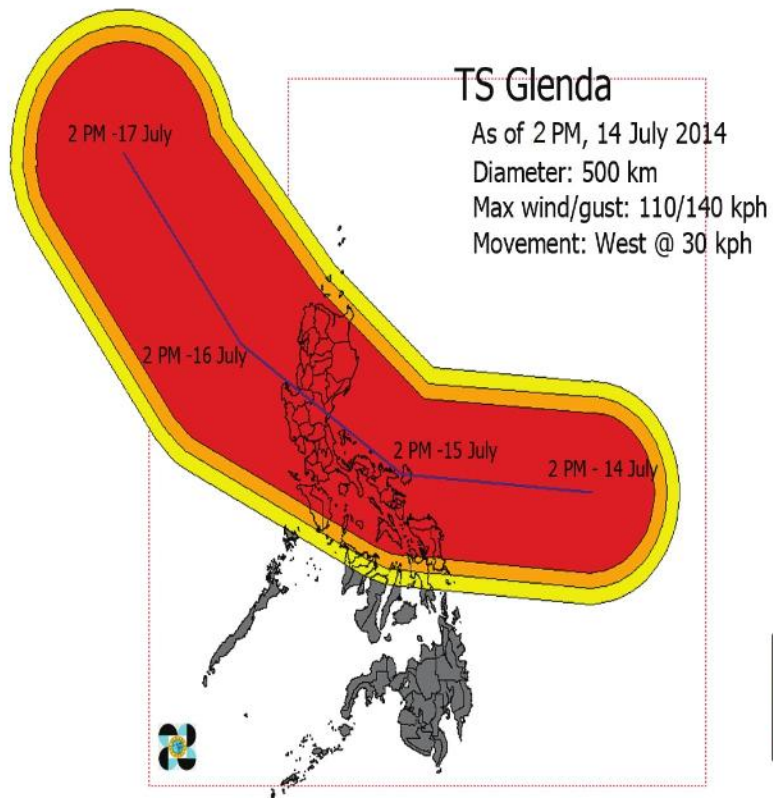 TS Glenda
As of 2 PM, 14 July 2014
Diameter: 500 km
Max wind/gust: 110/140 kph
Movement: West @ 30 kph
2 PM -17 July
2 PM -16 July
2 PM -15 July
2 PM - 14 July